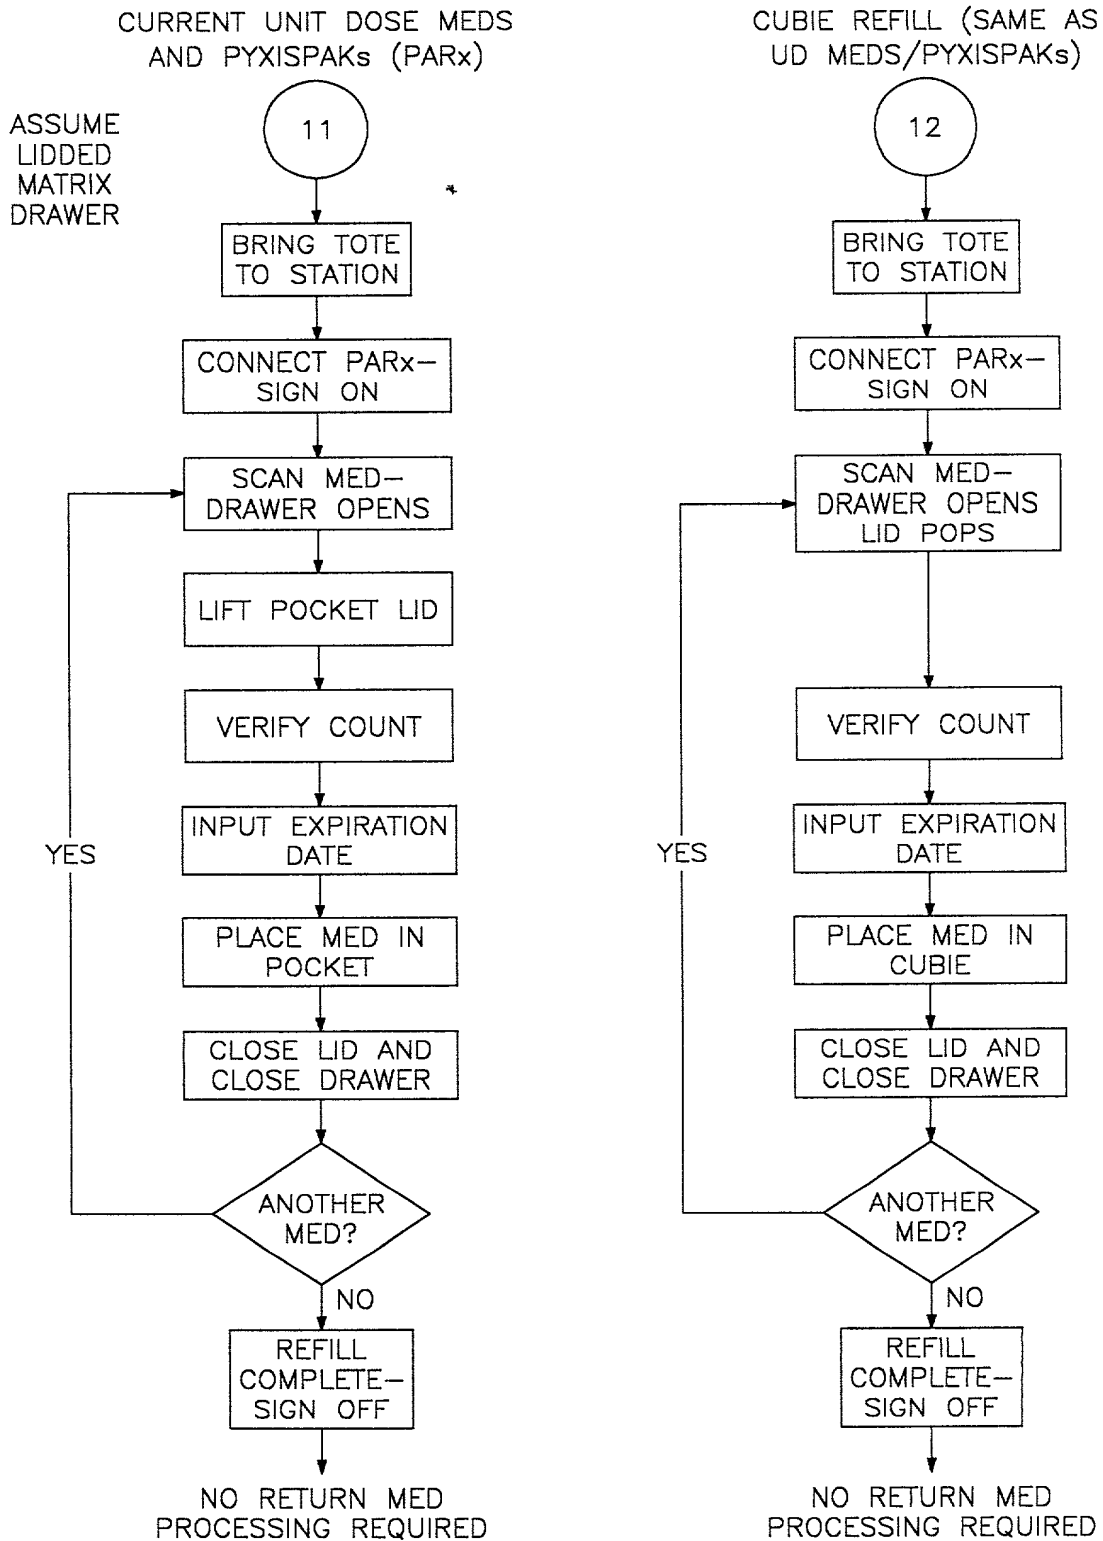 CURRENT UNIT DOSE MEDS
AND PYXISPAKs (PARx)
ASSUME
LIDDED
MATRIX
DRAWER
11
BRING TOTE
TO STATION
CONNECT PARx—
SIGN ON
SCAN MED—
DRAWER OPENS
LIFT POCKET LID
VERIFY COUNT
INPUT EXPIRATION
DATE
YES
PLACE MED IN
POCKET
CLOSE LID AND
CLOSE DRAWER
ANOTHER
MED?
NO
REFILL
COMPLETE—
SIGN OFF
NO RETURN MED
PROCESSING REQUIRED
CUBIE REFILL (SAME AS
UD MEDS/PYXISPAKs)
12
BRING TOTE
TO STATION
CONNECT PARx—
SIGN ON
SCAN MED—
DRAWER OPENS
LID POPS
VERIFY COUNT
INPUT EXPIRATION
DATE
YES
PLACE MED IN
CUBIE
CLOSE LID AND
CLOSE DRAWER
ANOTHER
MED?
NO
REFILL
COMPLETE—
SIGN OFF
NO RETURN MED
PROCESSING REQUIRED